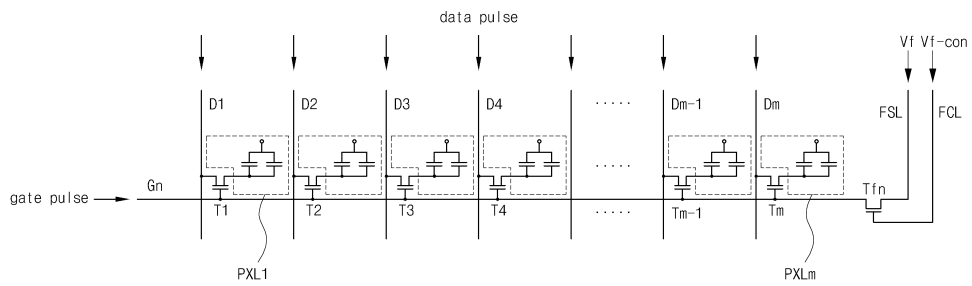 data pulse
Vf Vf-con
D1 D2 D3 D4 ..... Dm-1 Dm FSL FCL
.....
Gn Tfn
gate pulse
T1 T2 T3 T4 ..... Tm-1 Tm
PXL1 PXLm